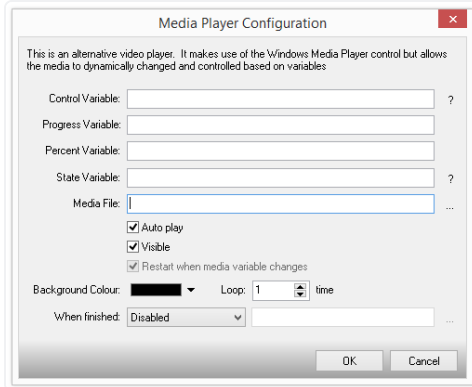 Media Player Configuration
This is an alternative video player. It makes use of the Windows Media Player control but allows
the media to dynamically changed and controlled based on variables
Control Variable: ?
Progress Variable:
Percent Variable:
State Variable: ?
Media File: ...
Auto play
Visible
Restart when media variable changes
Background Colour: Loop: 1 time
When finished: Disabled ...
OK Cancel